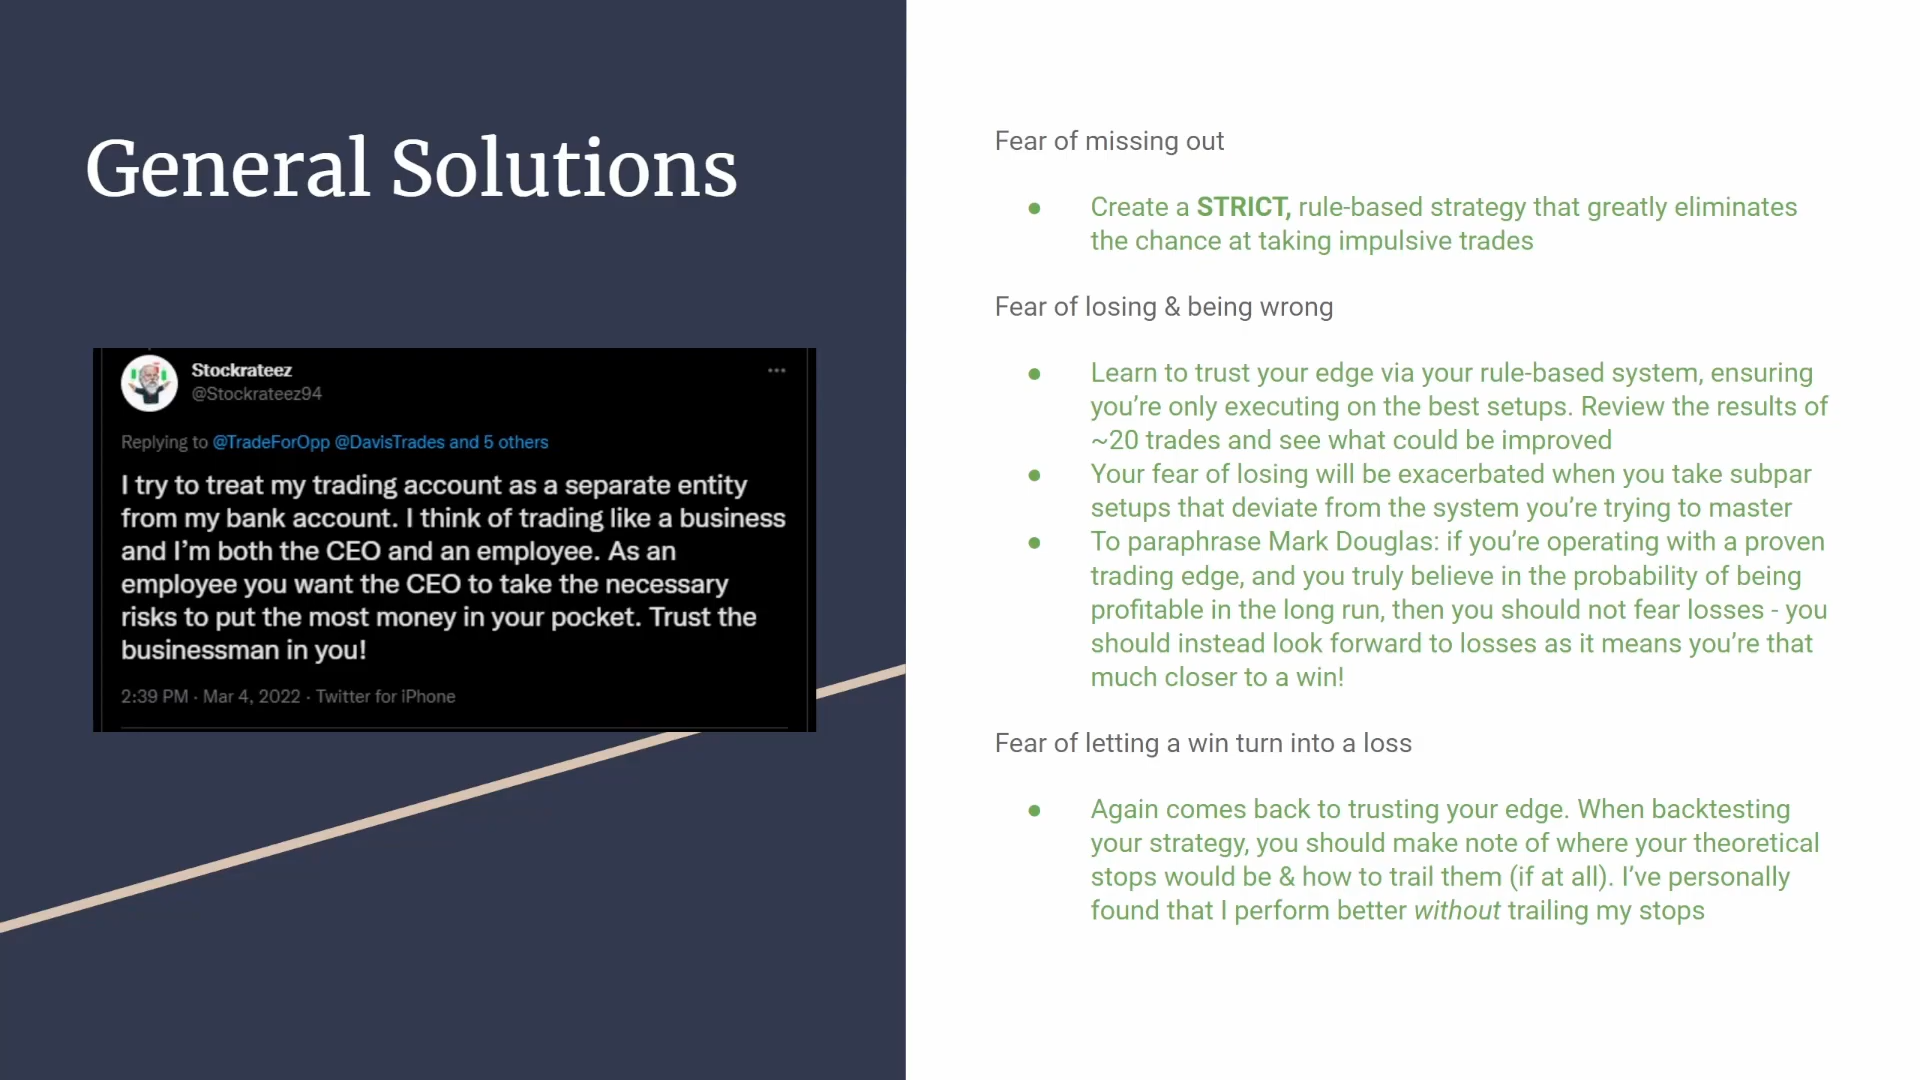 General Solutions
Stockrateez
@Stockrateez94
Replying to @TradeForOpp @DavisTrades and 5 others
I try to treat my trading account as a separate entity
from my bank account. I think of trading like a business
and I'm both the CEO and an employee. As an
employee you want the CEO to take the necessary
risks to put the most money in your pocket. Trust the
businessman in you!
2:39 PM · Mar 4, 2022 · Twitter for iPhone
Fear of missing out
● Create a STRICT, rule-based strategy that greatly eliminates
the chance at taking impulsive trades
Fear of losing & being wrong
● Learn to trust your edge via your rule-based system, ensuring
you’re only executing on the best setups. Review the results of
~20 trades and see what could be improved
● Your fear of losing will be exacerbated when you take subpar
setups that deviate from the system you’re trying to master
● To paraphrase Mark Douglas: if you’re operating with a proven
trading edge, and you truly believe in the probability of being
profitable in the long run, then you should not fear losses - you
should instead look forward to losses as it means you’re that
much closer to a win!
Fear of letting a win turn into a loss
● Again comes back to trusting your edge. When backtesting
your strategy, you should make note of where your theoretical
stops would be & how to trail them (if at all). I’ve personally
found that I perform better without trailing my stops